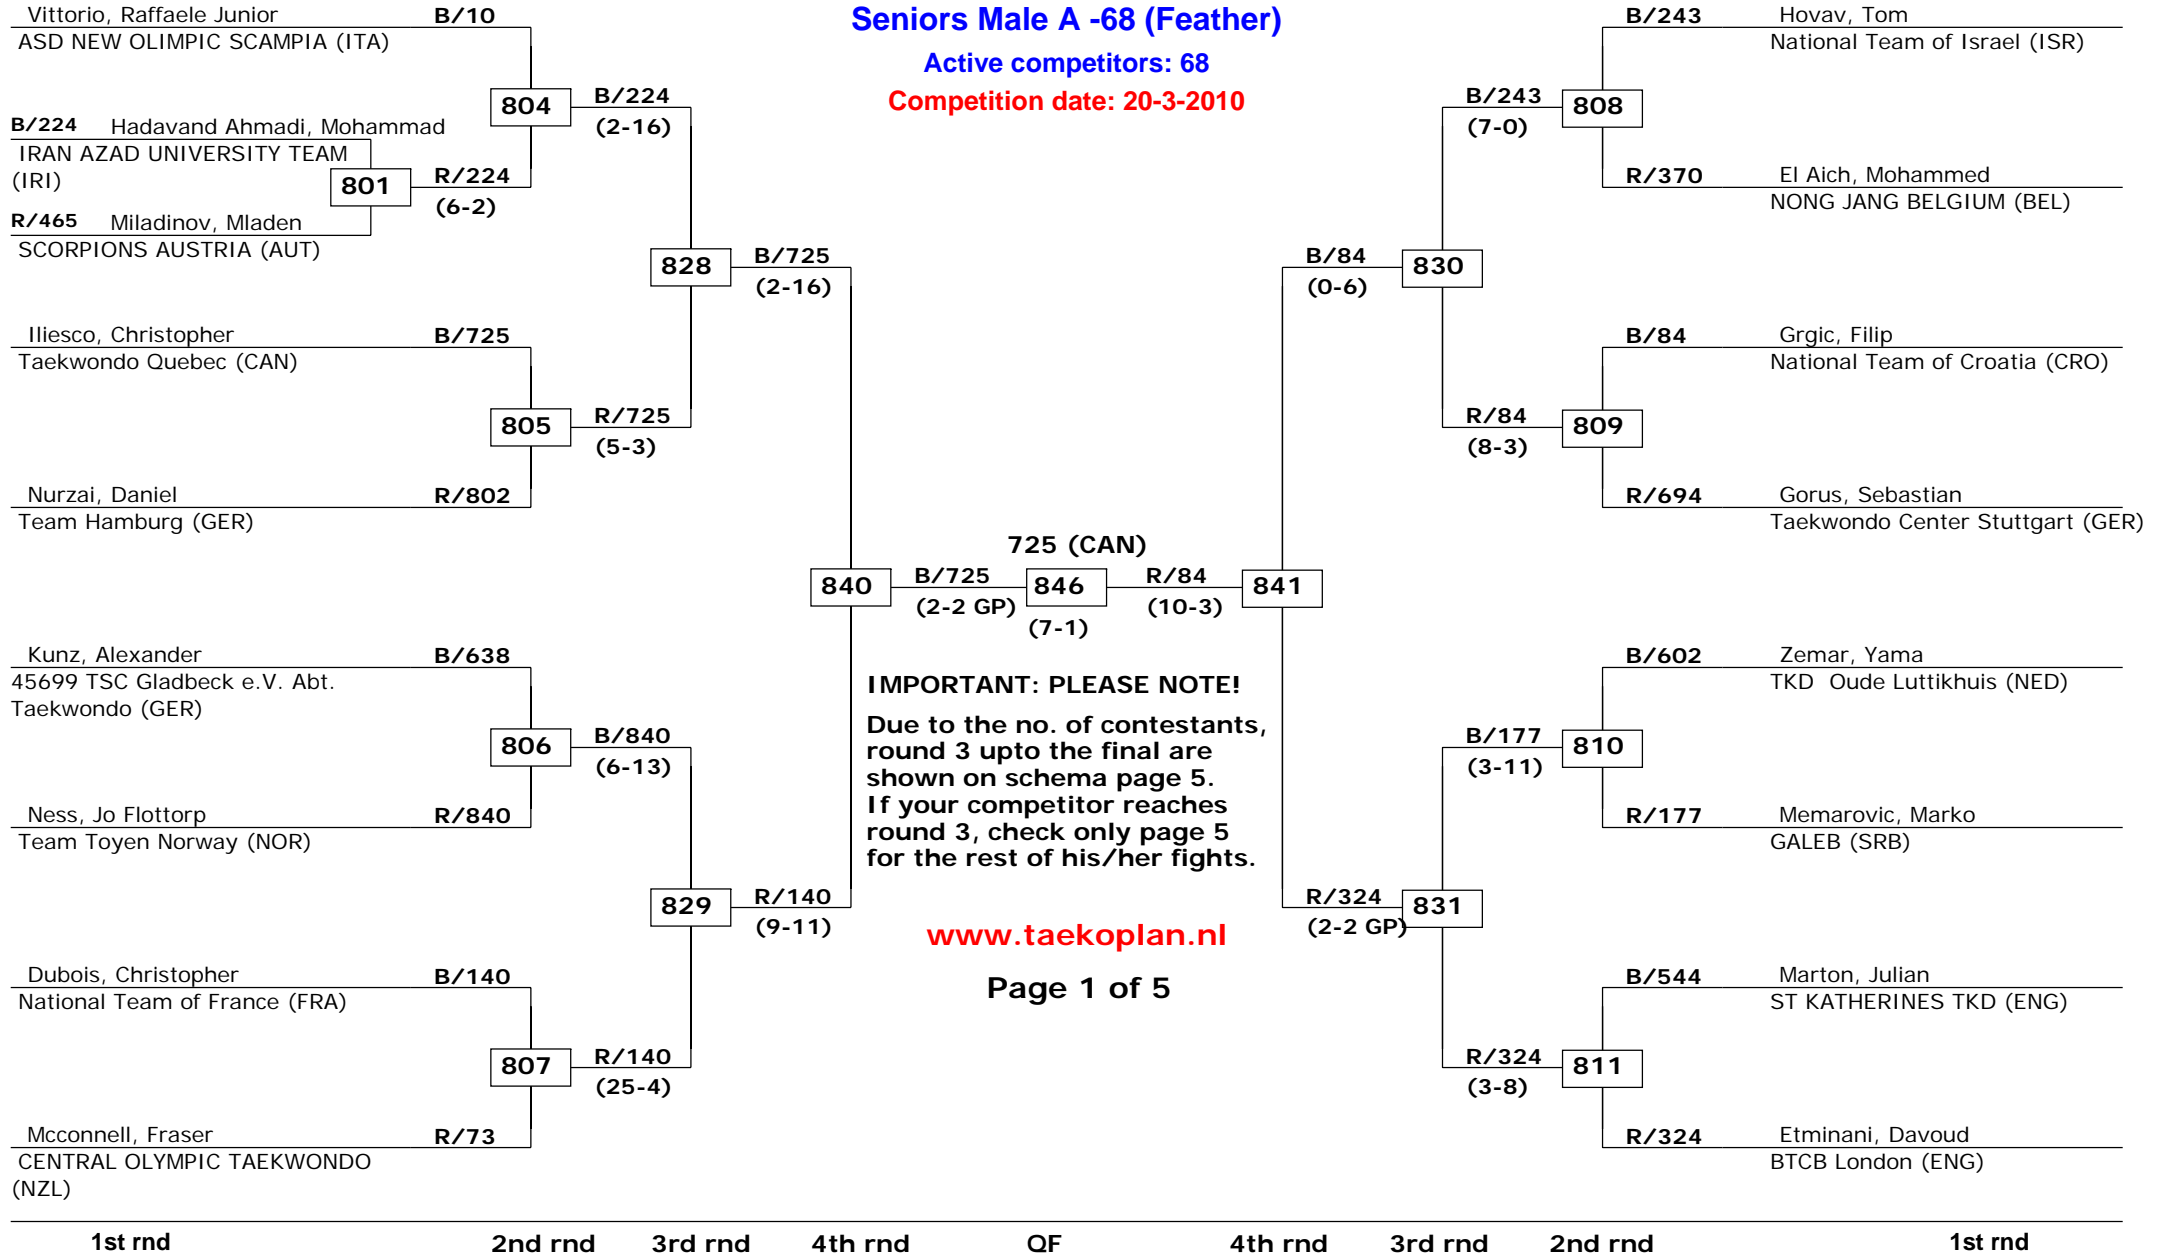 Seniors Male A -68 (Feather)
Active competitors: 68
Competition date: 20-3-2010
Vittorio, Raffaele Junior B/10
ASD NEW OLIMPIC SCAMPIA (ITA)
804
B/224
(2-16)
B/224 Hadavand Ahmadi, Mohammad
IRAN AZAD UNIVERSITY TEAM
(IRI)
801
R/224
(6-2)
R/465 Miladinov, Mladen
SCORPIONS AUSTRIA (AUT)
828
B/725
(2-16)
Iliesco, Christopher B/725
Taekwondo Quebec (CAN)
805
R/725
(5-3)
Nurzai, Daniel R/802
Team Hamburg (GER)
840
B/725
(2-2 GP)
725 (CAN)
846
(7-1)
R/84
(10-3)
841
Kunz, Alexander B/638
45699 TSC Gladbeck e.V. Abt.
Taekwondo (GER)
806
B/840
(6-13)
Ness, Jo Flottorp R/840
Team Toyen Norway (NOR)
829
R/140
(9-11)
Dubois, Christopher B/140
National Team of France (FRA)
807
R/140
(25-4)
Mcconnell, Fraser R/73
CENTRAL OLYMPIC TAEKWONDO
(NZL)
IMPORTANT: PLEASE NOTE!
Due to the no. of contestants,
round 3 upto the final are
shown on schema page 5.
If your competitor reaches
round 3, check only page 5
for the rest of his/her fights.
www.taekoplan.nl
Page 1 of 5
B/243 Hovav, Tom
National Team of Israel (ISR)
B/243
(7-0)
808
R/370 El Aich, Mohammed
NONG JANG BELGIUM (BEL)
B/84
(0-6)
830
B/84 Grgic, Filip
National Team of Croatia (CRO)
R/84
(8-3)
809
R/694 Gorus, Sebastian
Taekwondo Center Stuttgart (GER)
B/602 Zemar, Yama
TKD Oude Luttikhuis (NED)
B/177
(3-11)
810
R/177 Memarovic, Marko
GALEB (SRB)
R/324
(2-2 GP)
831
B/544 Marton, Julian
ST KATHERINES TKD (ENG)
R/324
(3-8)
811
R/324 Etminani, Davoud
BTCB London (ENG)
1st rnd 2nd rnd 3rd rnd 4th rnd QF 4th rnd 3rd rnd 2nd rnd 1st rnd